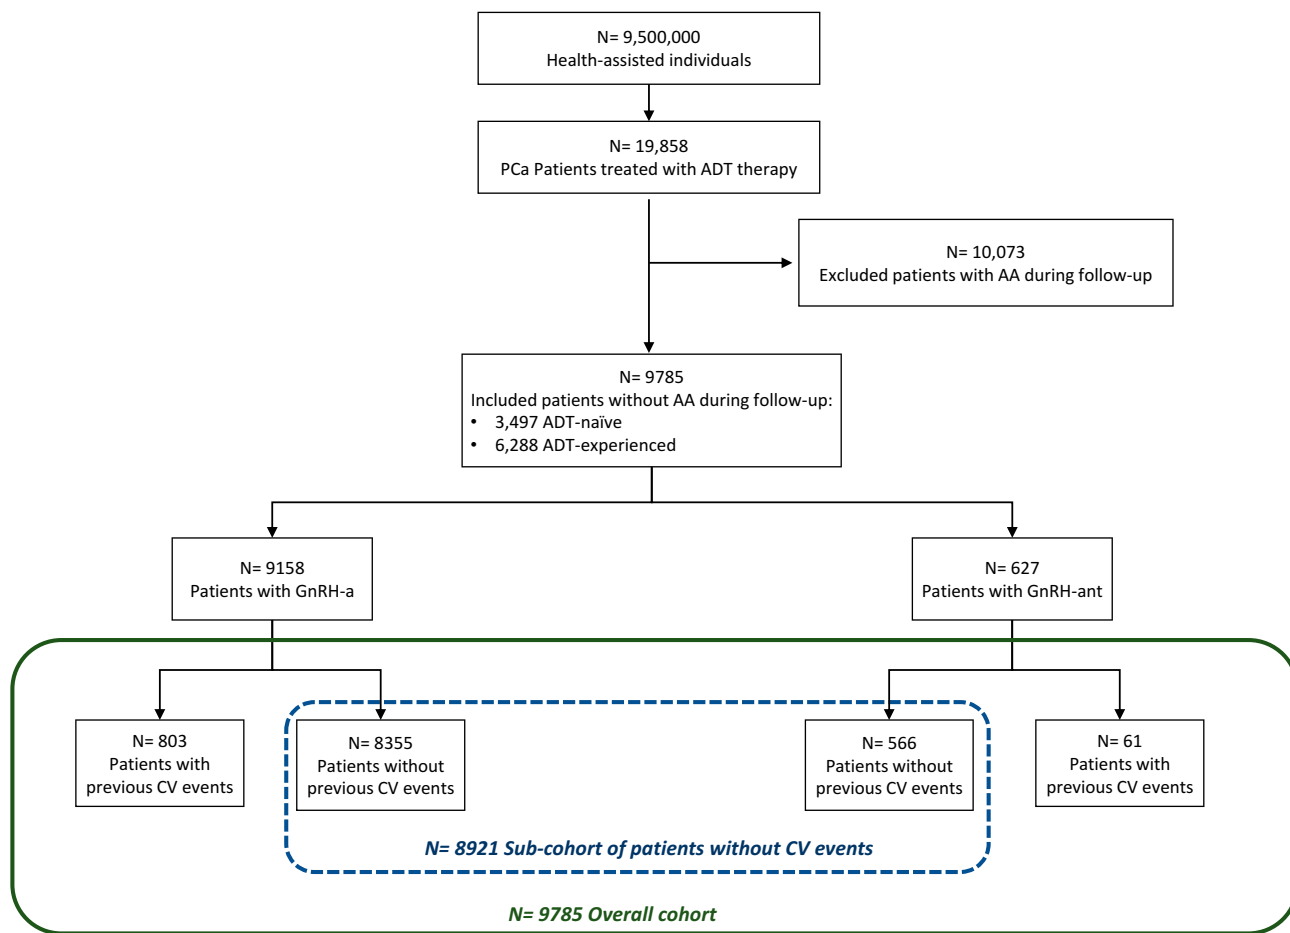 N= 9,500,000
Health-assisted individuals
N= 19,858
PCa Patients treated with ADT therapy
N= 10,073
Excluded patients with AA during follow-up
N= 9785
Included patients without AA during follow-up:
• 3,497 ADT-naïve
• 6,288 ADT-experienced
N= 9158
Patients with GnRH-a
N= 627
Patients with GnRH-ant
N= 803
Patients with
previous CV events
N= 8355
Patients without
previous CV events
N= 566
Patients without
previous CV events
N= 61
Patients with
previous CV events
N= 8921 Sub-cohort of patients without CV events
N= 9785 Overall cohort